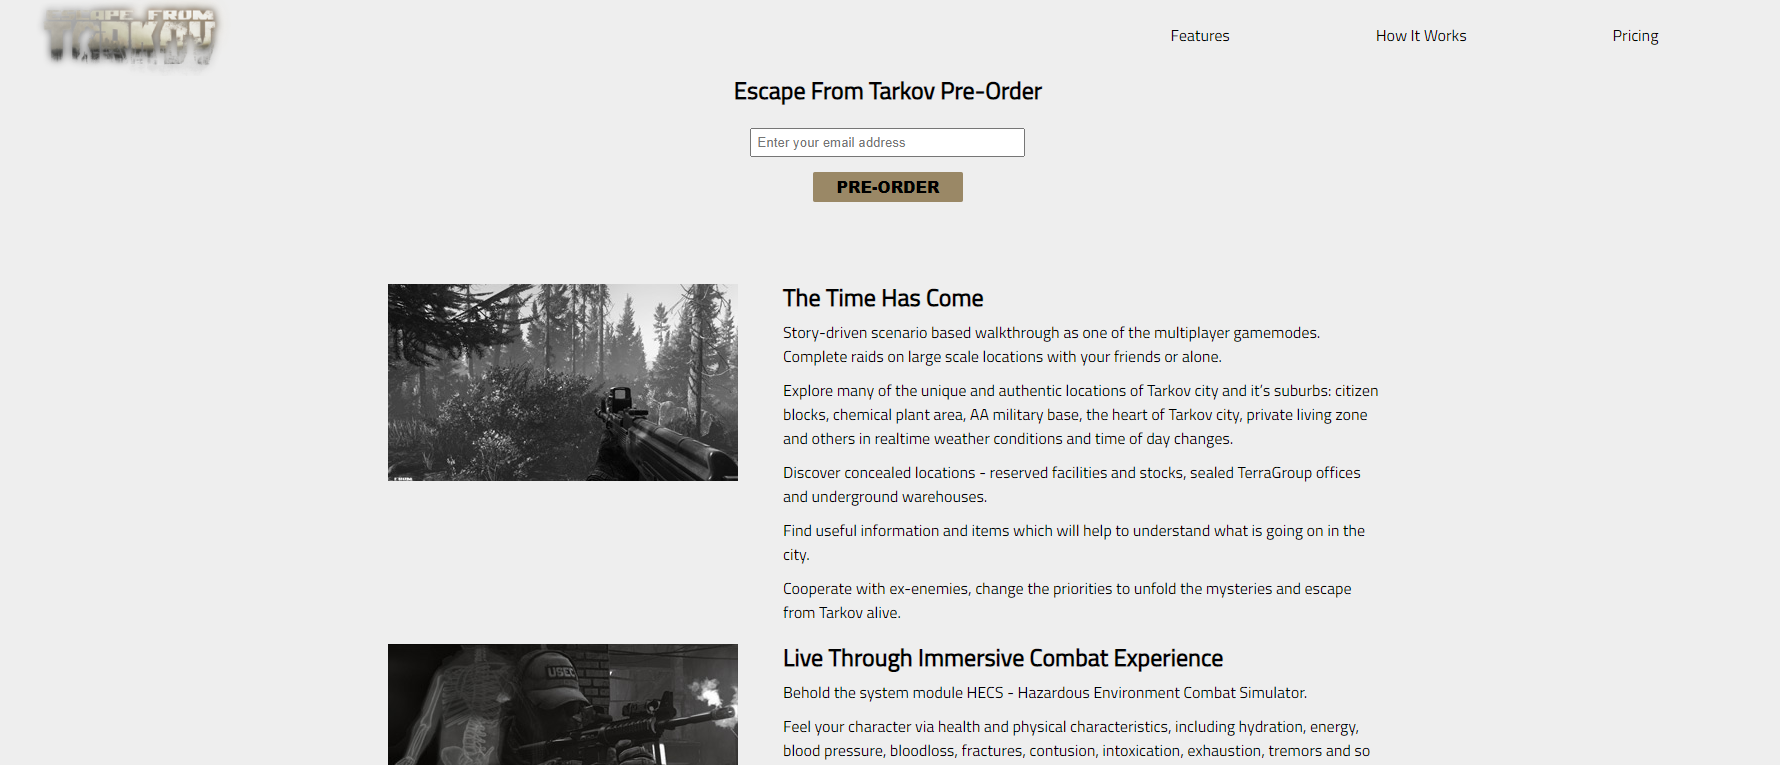 ESCAPE FROM
TARKOV
Features
How It Works
Pricing
Escape From Tarkov Pre-Order
Enter your email address
PRE-ORDER
The Time Has Come
Story-driven scenario based walkthrough as one of the multiplayer gamemodes.
Complete raids on large scale locations with your friends or alone.
Explore many of the unique and authentic locations of Tarkov city and it’s suburbs: citizen
blocks, chemical plant area, AA military base, the heart of Tarkov city, private living zone
and others in realtime weather conditions and time of day changes.
Discover concealed locations - reserved facilities and stocks, sealed TerraGroup offices
and underground warehouses.
Find useful information and items which will help to understand what is going on in the
city.
Cooperate with ex-enemies, change the priorities to unfold the mysteries and escape
from Tarkov alive.
USEC
Live Through Immersive Combat Experience
Behold the system module HECS - Hazardous Environment Combat Simulator.
Feel your character via health and physical characteristics, including hydration, energy,
blood pressure, bloodloss, fractures, contusion, intoxication, exhaustion, tremors and so